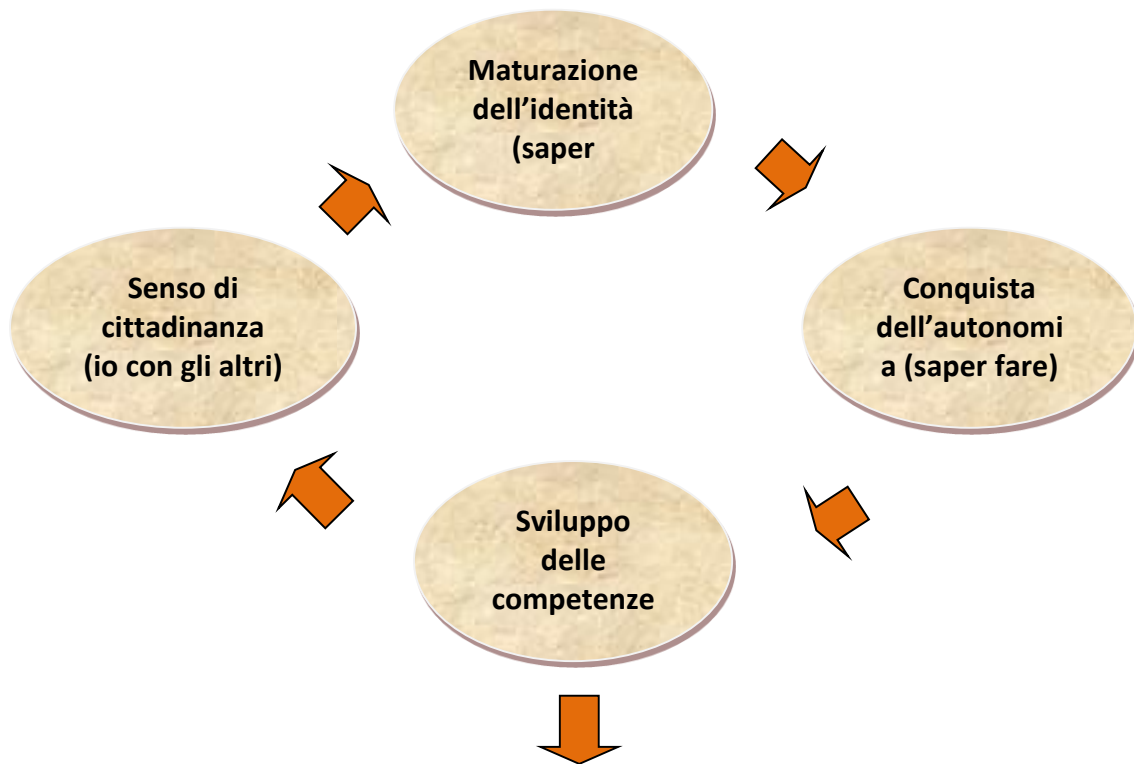 Maturazione
dell’identità
(saper
Senso di
cittadinanza
(io con gli altri)
Conquista
dell’autonomi
a (saper fare)
Sviluppo
delle
competenze